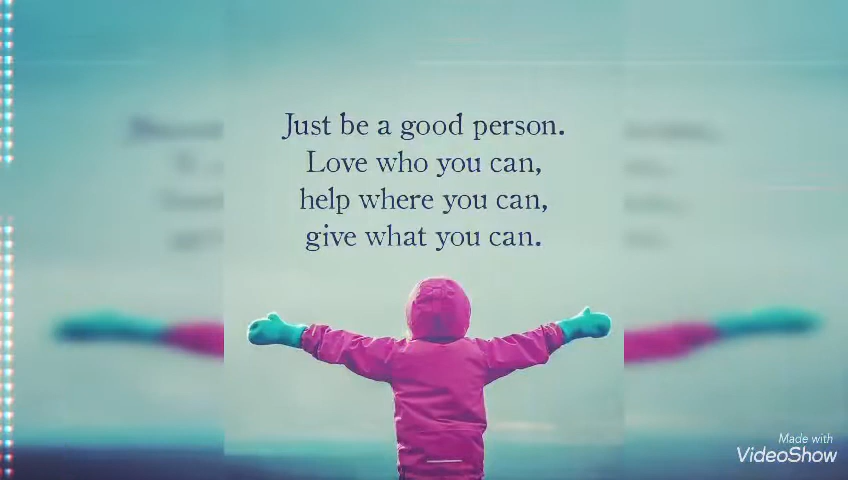 Just be a good person.
Love who you can,
help where you can,
give what you can.
Made with
VideoShow